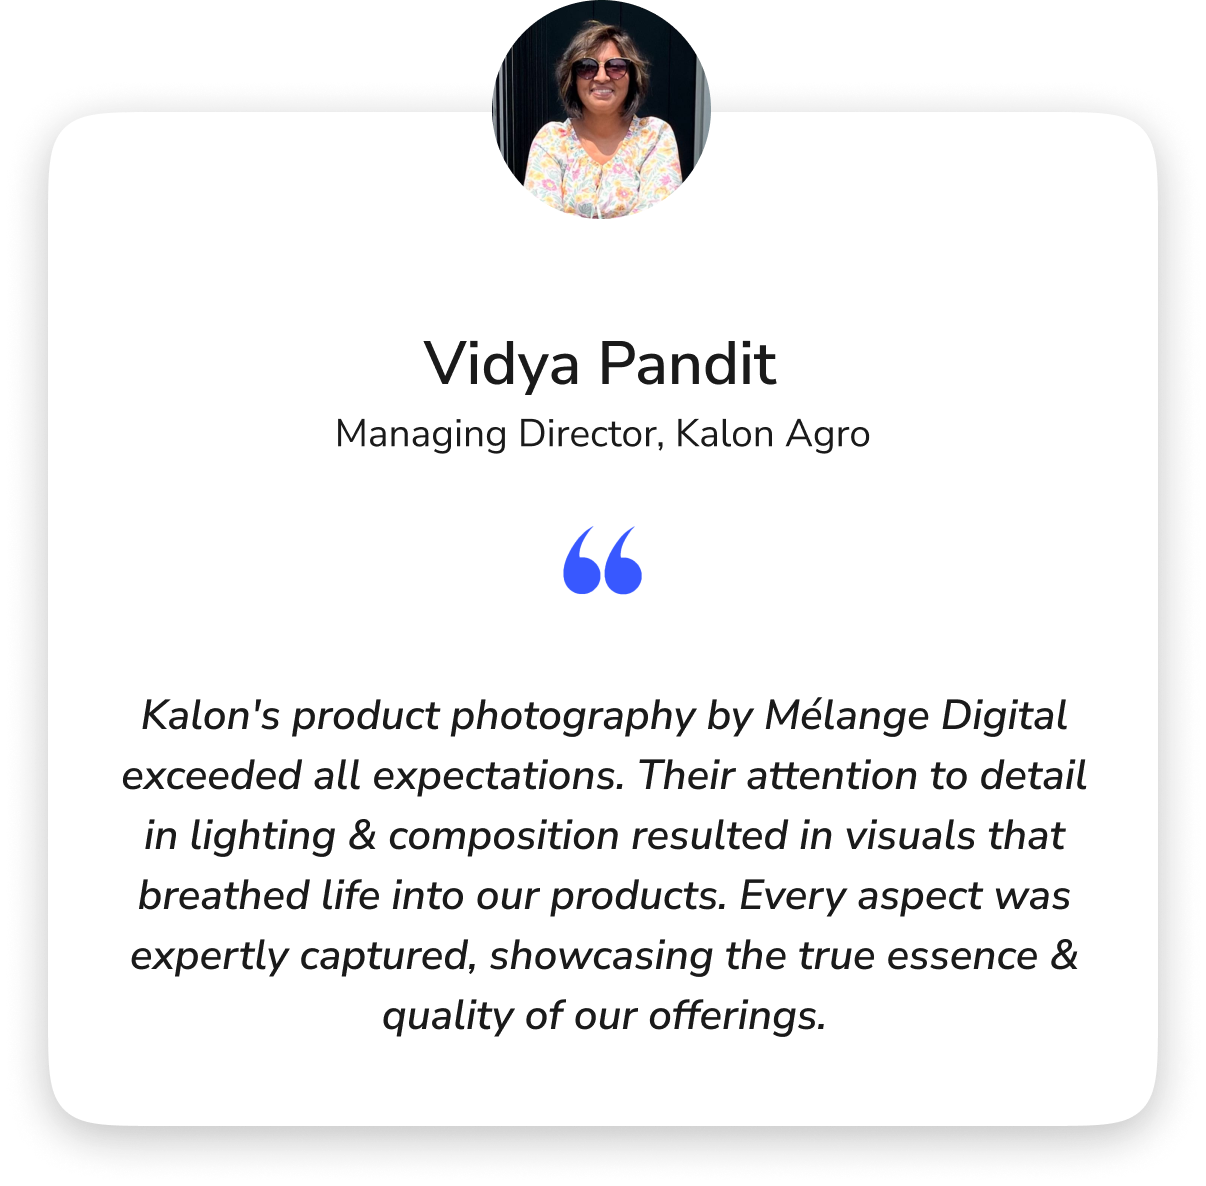 Vidya Pandit
Managing Director, Kalon Agro
“
Kalon's product photography by Mélange Digital
exceeded all expectations. Their attention to detail
in lighting & composition resulted in visuals that
breathed life into our products. Every aspect was
expertly captured, showcasing the true essence &
quality of our offerings.